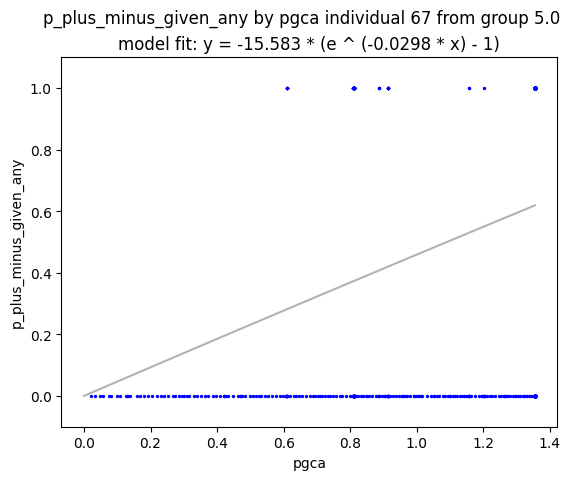 p_plus_minus_given_any by pgca individual 67 from group 5.0
model fit: y = -15.583 * (e ^ (-0.0298 * x) - 1)
1.0
0.8
0.6
0.4
0.2
0.0
p_plus_minus_given_any
0.0 0.2 0.4 0.6 0.8 1.0 1.2 1.4
pgca